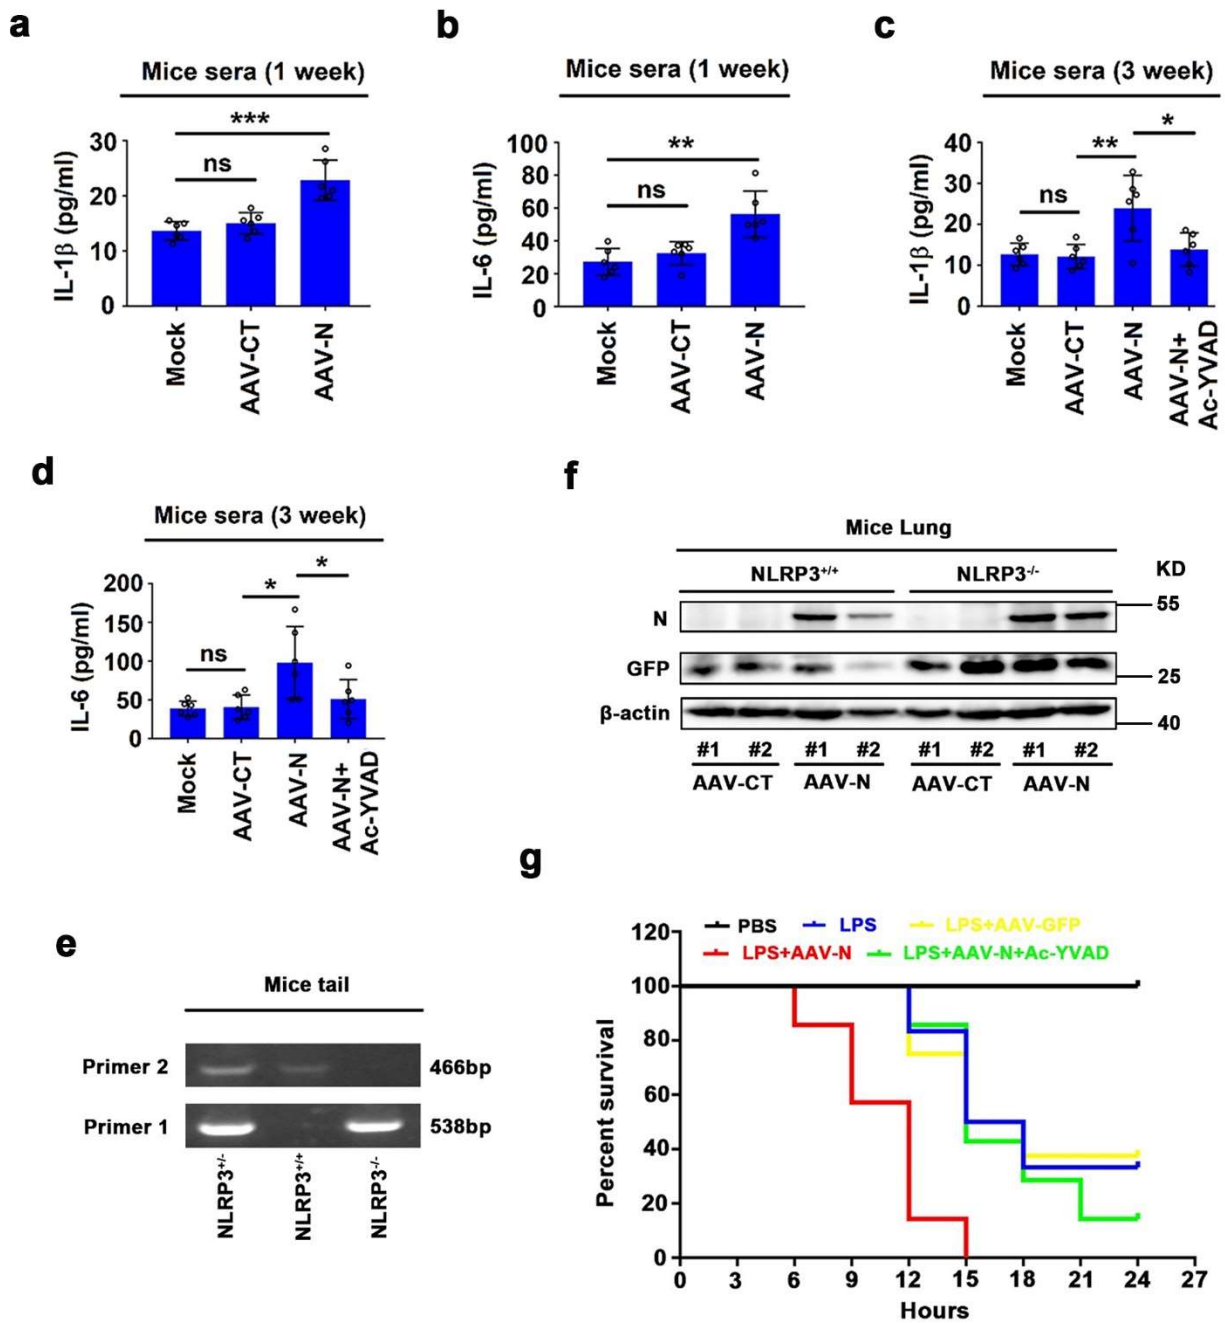 a
Mice sera (1 week)
***
ns
IL-1β (pg/ml)
30
20
10
0
Mock
AAV-CT
AAV-N
b
Mice sera (1 week)
**
ns
IL-6 (pg/ml)
100
80
60
40
20
0
Mock
AAV-CT
AAV-N
c
Mice sera (3 week)
*
**
ns
IL-1β (pg/ml)
40
30
20
10
0
Mock
AAV-CT
AAV-N
AAV-N+
Ac-YVAD
d
Mice sera (3 week)
*
*
ns
IL-6 (pg/ml)
200
150
100
50
0
Mock
AAV-CT
AAV-N
AAV-N+
Ac-YVAD
f
Mice Lung
NLRP3+/+ NLRP3-/- KD
N 55
GFP 25
β-actin 40
#1 #2 #1 #2 #1 #2 #1 #2
AAV-CT AAV-N AAV-CT AAV-N
e
Mice tail
Primer 2 466bp
Primer 1 538bp
NLRP3+/-
NLRP3+/+
NLRP3-/-
g
PBS LPS LPS+AAV-GFP
LPS+AAV-N LPS+AAV-N+Ac-YVAD
Percent survival
120
100
80
60
40
20
0
0 3 6 9 12 15 18 21 24 27
Hours